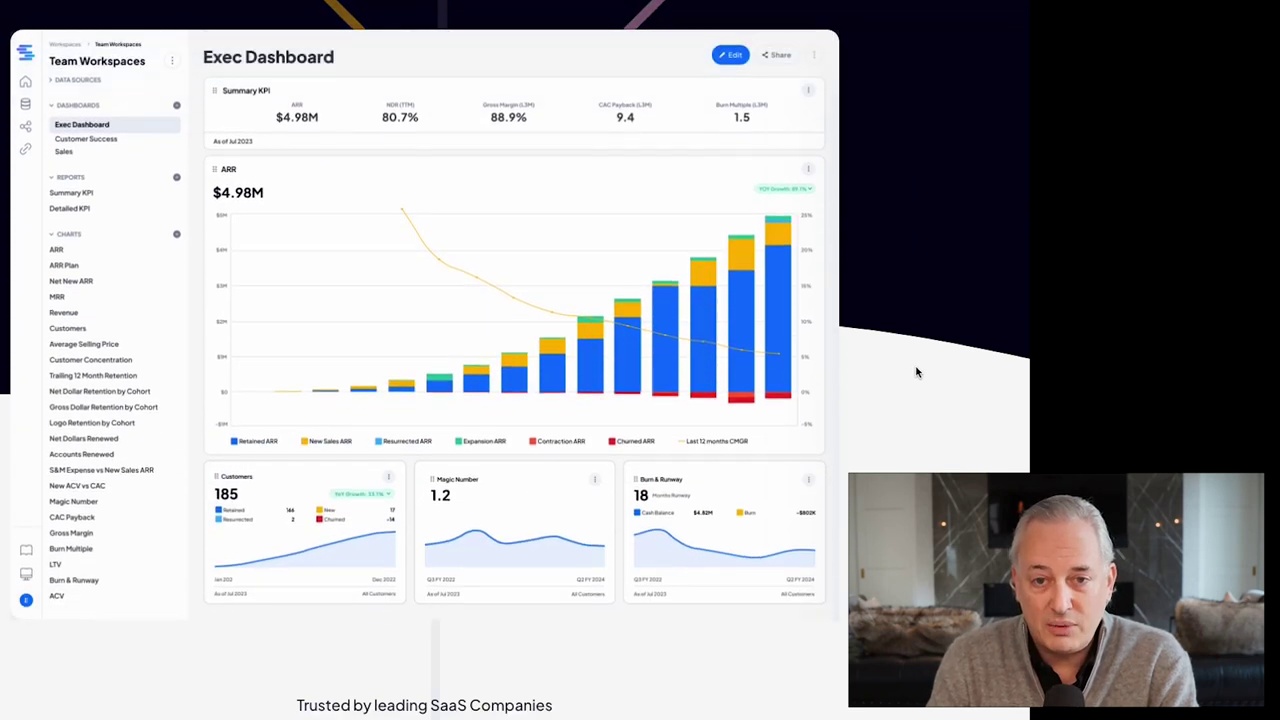 Workspaces > Team Workspaces
Team Workspaces
DATA SOURCES
DASHBOARDS
Exec Dashboard
Customer Success
Sales
REPORTS
Summary KPI
Detailed KPI
CHARTS
ARR
ARR Plan
Net New ARR
MRR
Revenue
Customers
Average Selling Price
Customer Concentration
Trailing 12 Month Retention
Net Dollar Retention by Cohort
Gross Dollar Retention by Cohort
Logo Retention by Cohort
Net Dollars Renewed
Accounts Renewed
S&M Expense vs New Sales ARR
New ACV vs CAC
Magic Number
CAC Payback
Gross Margin
Burn Multiple
LTV
Burn & Runway
ACV
Exec Dashboard
Edit
Share
Summary KPI
ARR NDR (TTM) Gross Margin (L3M) CAC Payback (L3M) Burn Multiple (L3M)
$4.98M 80.7% 88.9% 9.4 1.5
As of Jul 2023
ARR
$4.98M
YOY Growth:
$5M 25%
$4M 20%
$3M 15%
$2M 10%
$1M 5%
$0 0%
-$1M -5%
Retained ARR New Sales ARR Resurrected ARR Expansion ARR Contraction ARR Churned ARR Last 12 months CMGR
Customers
185
YoY Growth: 53.1%
Retained 166 New 17
Resurrected 2 Churned -14
Jan 202 Dec 2022
As of Jul 2023 All Customers
Magic Number
1.2
Q3 FY 2022 Q2 FY 2024
As of Jul 2023 All Customers
Burn & Runway
18 Months Runway
Cash Balance $4.82M Burn -$802K
Q3 FY 2022 Q2 FY 2024
As of Jul 2023 All Customers
Trusted by leading SaaS Companies